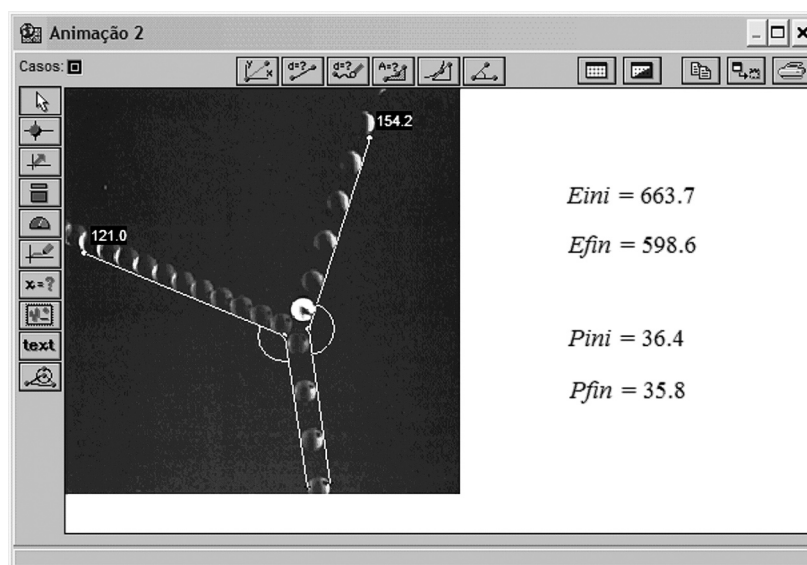 Animação 2
Casos:
y x
d=?
d=?
A=?
x=?
text
154.2
121.0
Eini = 663.7
Efin = 598.6
Pini = 36.4
Pfin = 35.8